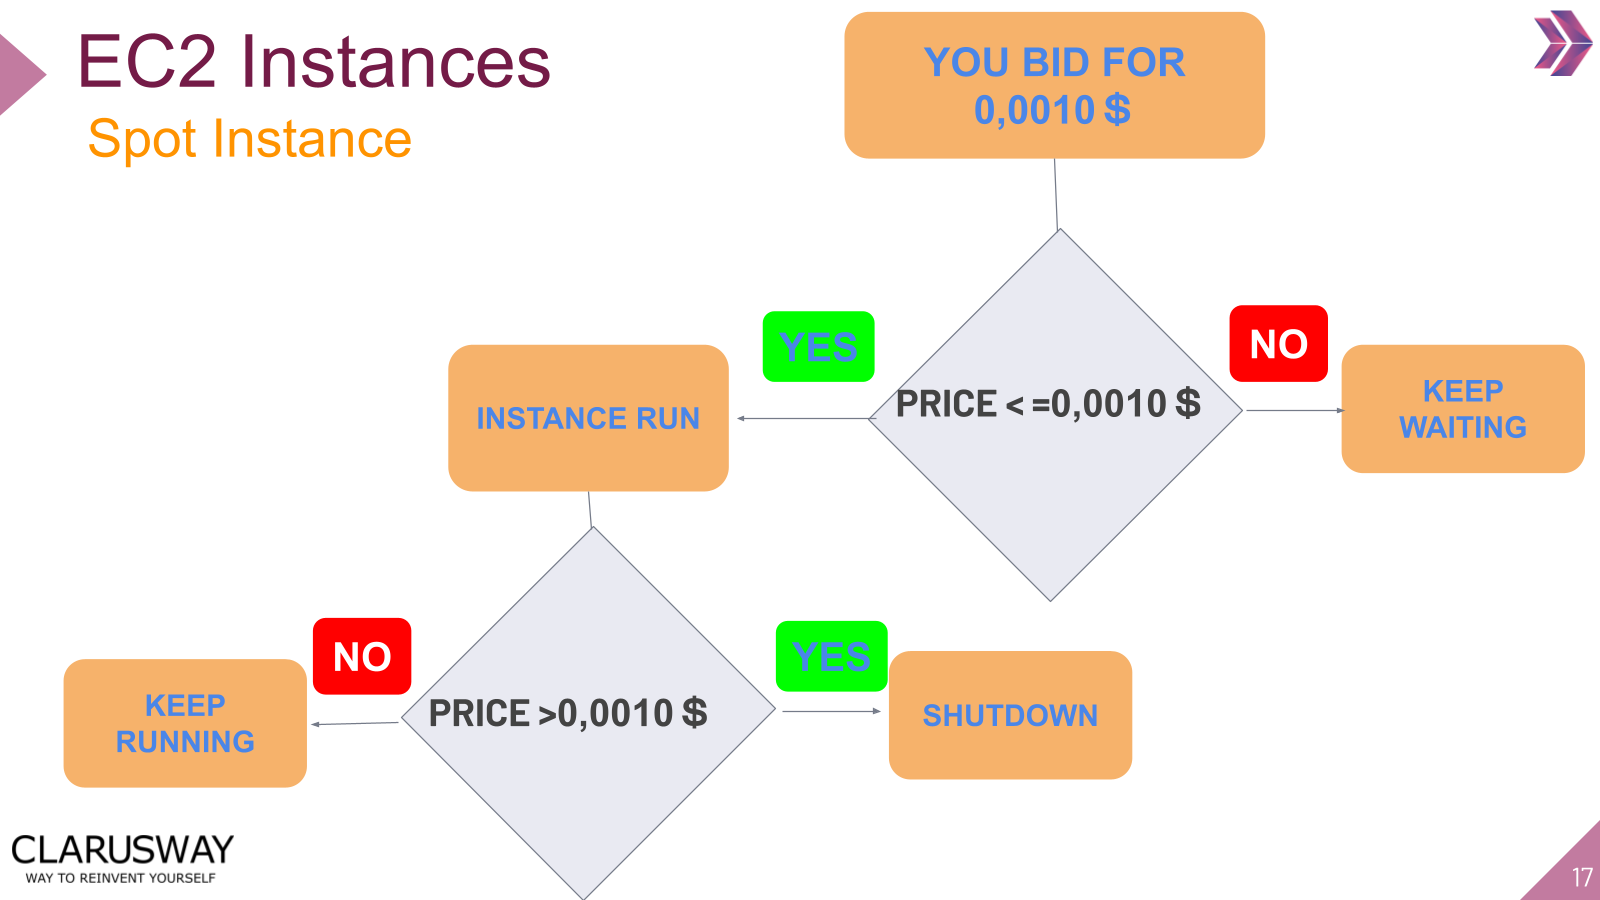 EC2 Instances
Spot Instance
YOU BID FOR
0,0010 $
YES
NO
INSTANCE RUN
PRICE < =0,0010 $
KEEP
WAITING
NO
YES
KEEP
RUNNING
PRICE >0,0010 $
SHUTDOWN
CLARUSWAY
WAY TO REINVENT YOURSELF
17